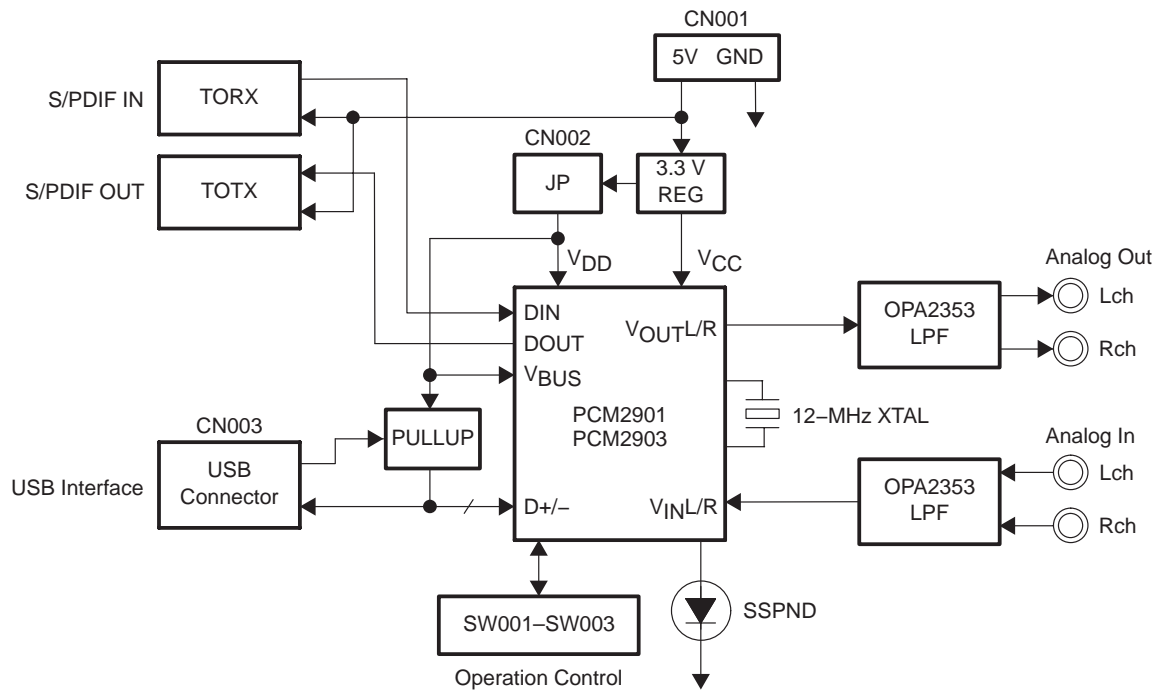 CN001
5V GND
S/PDIF IN
TORX
CN002
S/PDIF OUT
TOTX
JP
3.3 V
REG
VDD
VCC
Analog Out
DIN
DOUT
VBUS
VOUTL/R
OPA2353
LPF
Lch
Rch
PCM2901
PCM2903
12–MHz XTAL
CN003
PULLUP
USB Interface
USB
Connector
D+/–
VINL/R
Analog In
OPA2353
LPF
Lch
Rch
SW001–SW003
Operation Control
SSPND